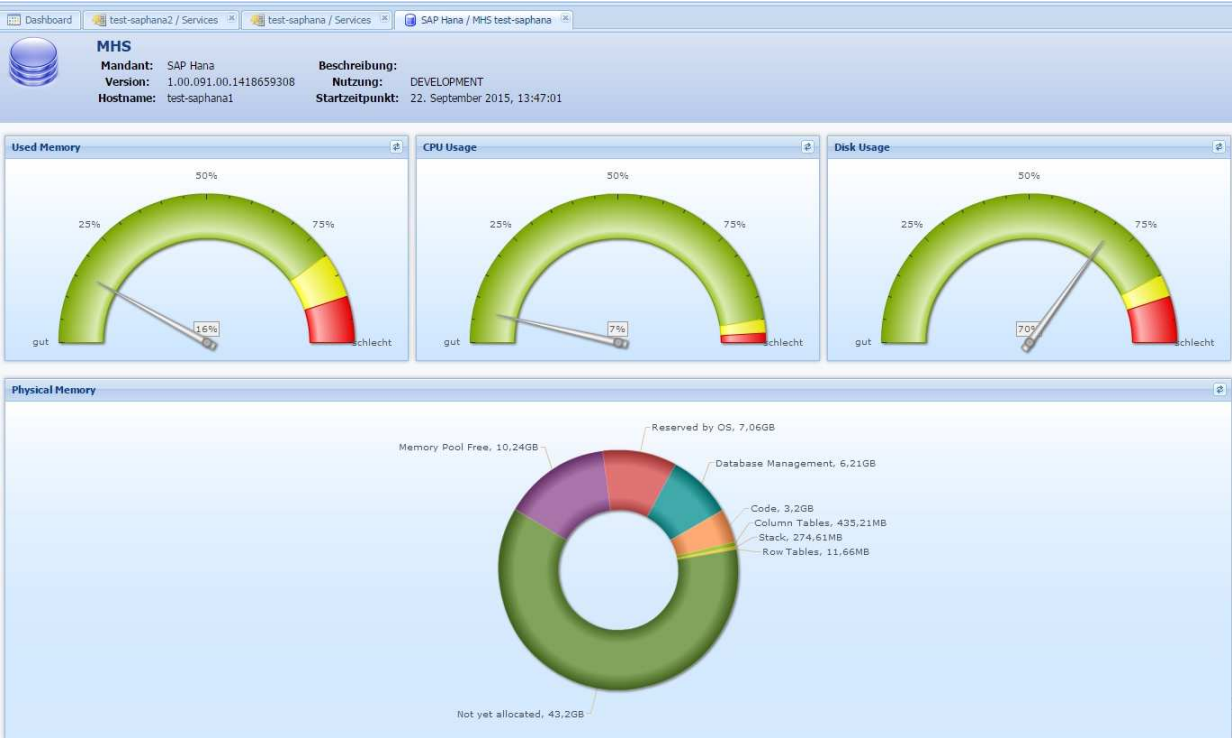 Dashboard test-saphana2 / Services test-saphana / Services SAP Hana / MHS test-saphana
MHS
Mandant: SAP Hana Beschreibung:
Version: 1.00.091.00.1418659308 Nutzung: DEVELOPMENT
Hostname: test-saphana1 Startzeitpunkt: 22. September 2015, 13:47:01
Used Memory
50%
25% 75%
16%
gut schlecht
CPU Usage
50%
25% 75%
7%
gut schlecht
Disk Usage
50%
25% 75%
70%
gut schlecht
Physical Memory
Reserved by OS, 7,06GB
Memory Pool Free, 10,24GB
Database Management, 6,21GB
Code, 3,2GB
Column Tables, 435,21MB
Stack, 274,61MB
Row Tables, 11,66MB
Not yet allocated, 43,2GB